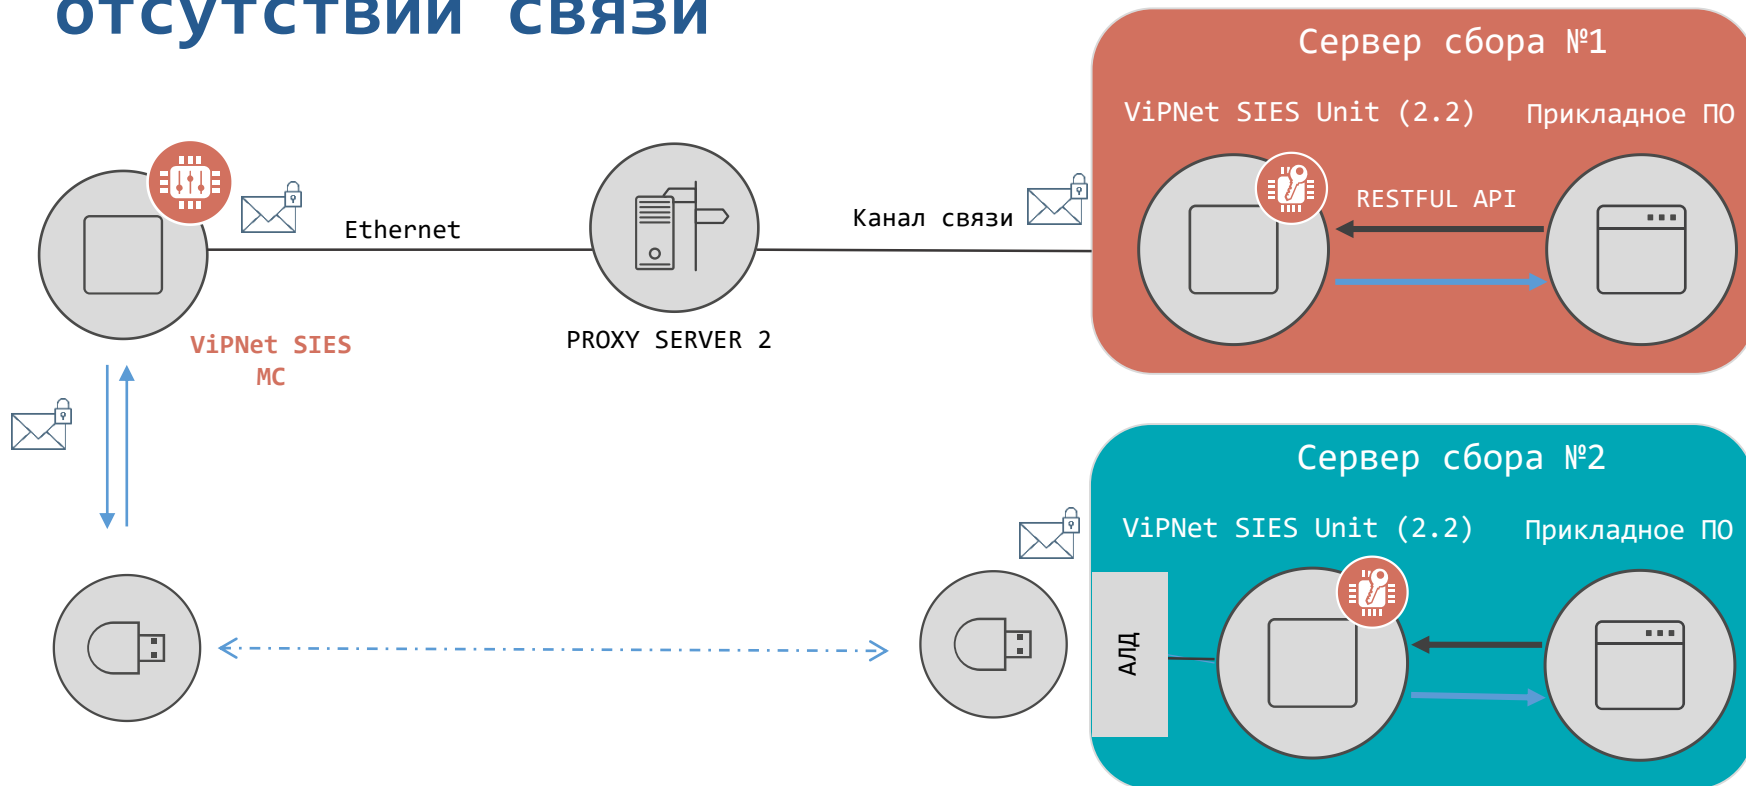 отсутствии связи
Сервер сбора №1
ViPNet SIES Unit (2.2)
Прикладное ПО
RESTFUL API
Ethernet
Канал связи
PROXY SERVER 2
ViPNet SIES
MC
Сервер сбора №2
ViPNet SIES Unit (2.2)
Прикладное ПО
АЛД